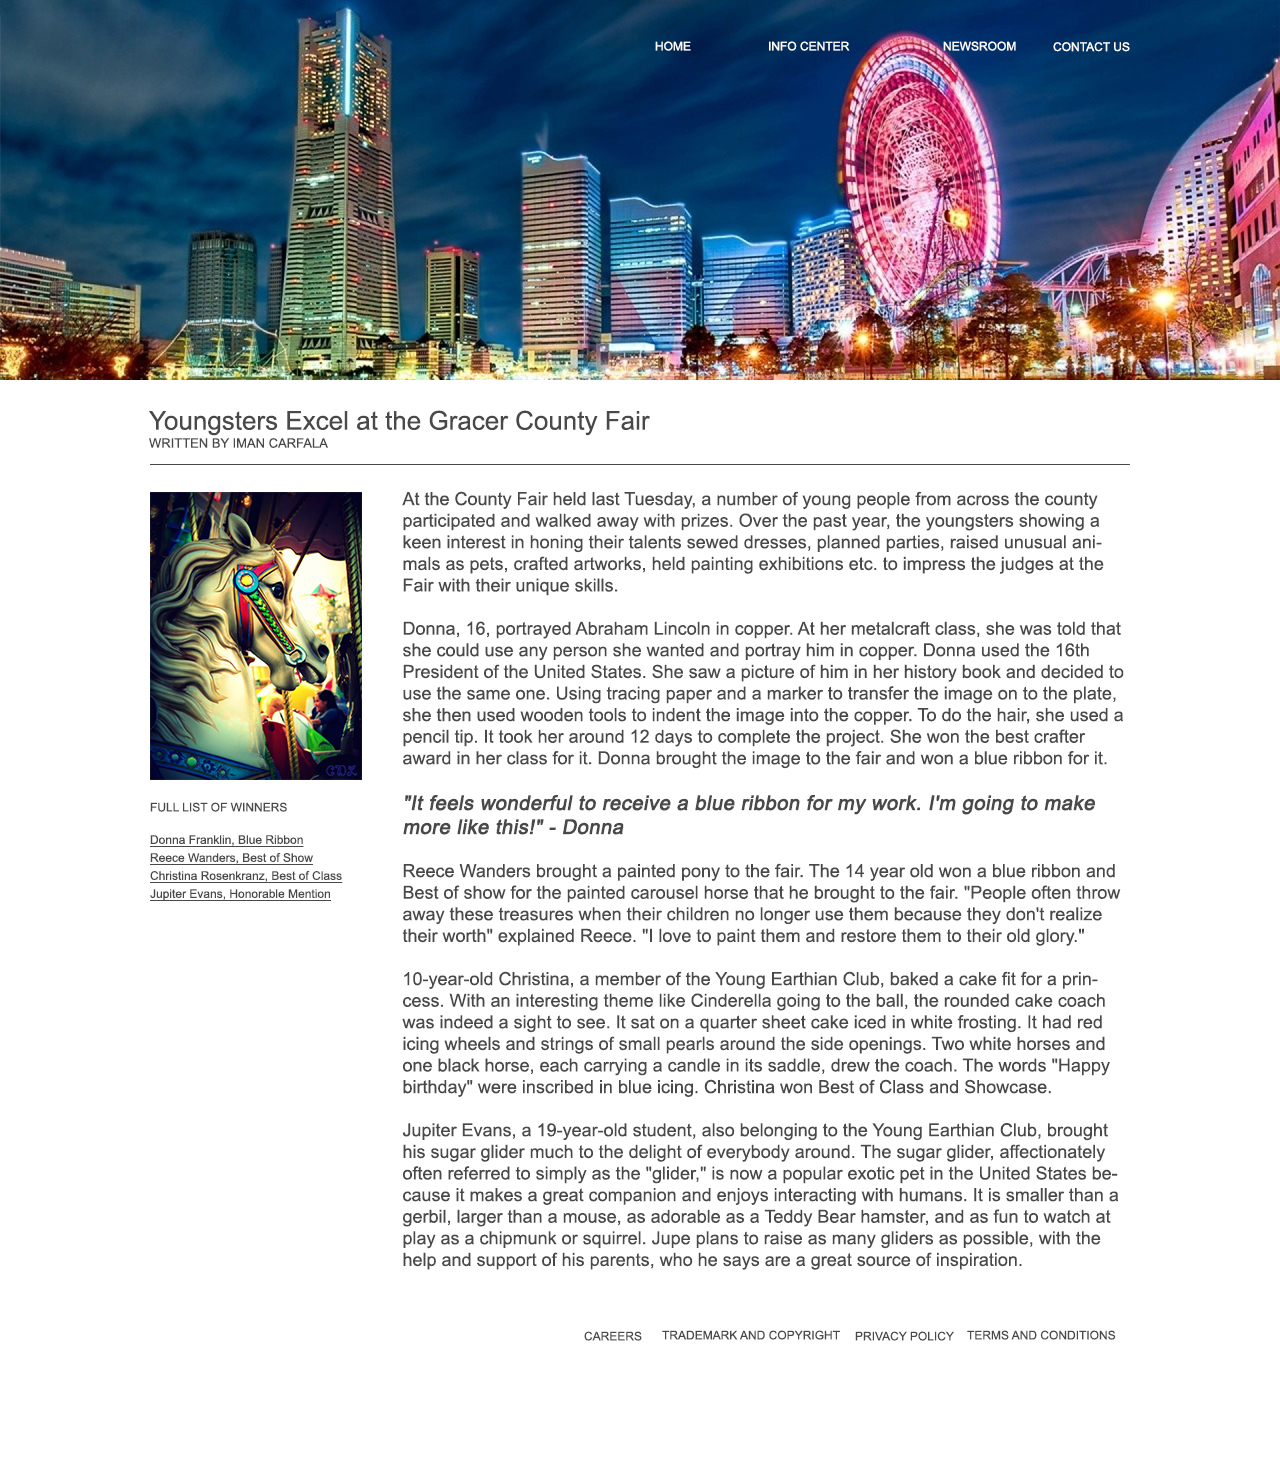 HOME INFO CENTER NEWSROOM CONTACT US
Youngsters Excel at the Gracer County Fair
WRITTEN BY IMAN CARFALA
At the County Fair held last Tuesday, a number of young people from across the county
participated and walked away with prizes. Over the past year, the youngsters showing a
keen interest in honing their talents sewed dresses, planned parties, raised unusual ani-
mals as pets, crafted artworks, held painting exhibitions etc. to impress the judges at the
Fair with their unique skills.
Donna, 16, portrayed Abraham Lincoln in copper. At her metalcraft class, she was told that
she could use any person she wanted and portray him in copper. Donna used the 16th
President of the United States. She saw a picture of him in her history book and decided to
use the same one. Using tracing paper and a marker to transfer the image on to the plate,
she then used wooden tools to indent the image into the copper. To do the hair, she used a
pencil tip. It took her around 12 days to complete the project. She won the best crafter
award in her class for it. Donna brought the image to the fair and won a blue ribbon for it.
"It feels wonderful to receive a blue ribbon for my work. I'm going to make
more like this!" - Donna
Reece Wanders brought a painted pony to the fair. The 14 year old won a blue ribbon and
Best of show for the painted carousel horse that he brought to the fair. "People often throw
away these treasures when their children no longer use them because they don't realize
their worth" explained Reece. "I love to paint them and restore them to their old glory."
10-year-old Christina, a member of the Young Earthian Club, baked a cake fit for a prin-
cess. With an interesting theme like Cinderella going to the ball, the rounded cake coach
was indeed a sight to see. It sat on a quarter sheet cake iced in white frosting. It had red
icing wheels and strings of small pearls around the side openings. Two white horses and
one black horse, each carrying a candle in its saddle, drew the coach. The words "Happy
birthday" were inscribed in blue icing. Christina won Best of Class and Showcase.
Jupiter Evans, a 19-year-old student, also belonging to the Young Earthian Club, brought
his sugar glider much to the delight of everybody around. The sugar glider, affectionately
often referred to simply as the "glider," is now a popular exotic pet in the United States be-
cause it makes a great companion and enjoys interacting with humans. It is smaller than a
gerbil, larger than a mouse, as adorable as a Teddy Bear hamster, and as fun to watch at
play as a chipmunk or squirrel. Jupe plans to raise as many gliders as possible, with the
help and support of his parents, who he says are a great source of inspiration.
FULL LIST OF WINNERS
Donna Franklin, Blue Ribbon
Reece Wanders, Best of Show
Christina Rosenkranz, Best of Class
Jupiter Evans, Honorable Mention
CAREERS TRADEMARK AND COPYRIGHT PRIVACY POLICY TERMS AND CONDITIONS